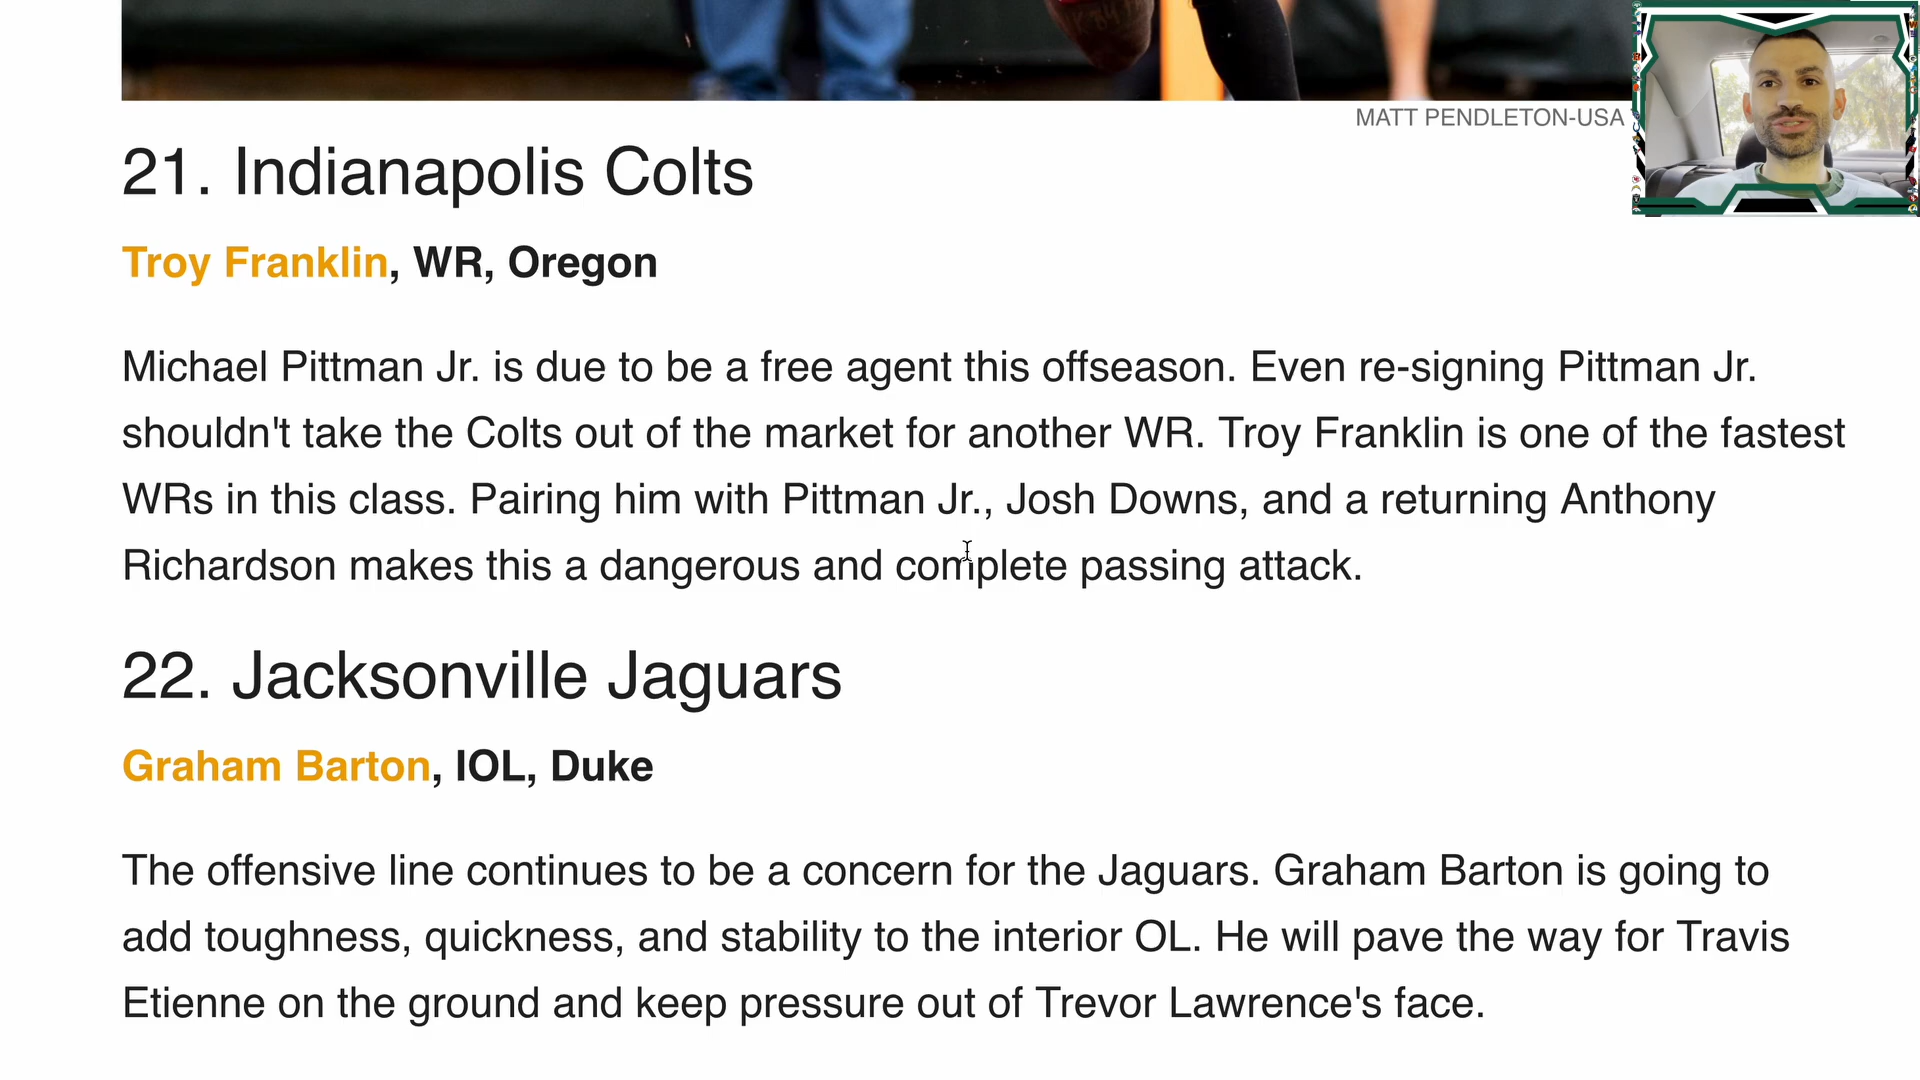 MATT PENDLETON-USA
21. Indianapolis Colts
Troy Franklin, WR, Oregon
Michael Pittman Jr. is due to be a free agent this offseason. Even re-signing Pittman Jr.
shouldn't take the Colts out of the market for another WR. Troy Franklin is one of the fastest
WRs in this class. Pairing him with Pittman Jr., Josh Downs, and a returning Anthony
Richardson makes this a dangerous and complete passing attack.
22. Jacksonville Jaguars
Graham Barton, IOL, Duke
The offensive line continues to be a concern for the Jaguars. Graham Barton is going to
add toughness, quickness, and stability to the interior OL. He will pave the way for Travis
Etienne on the ground and keep pressure out of Trevor Lawrence's face.